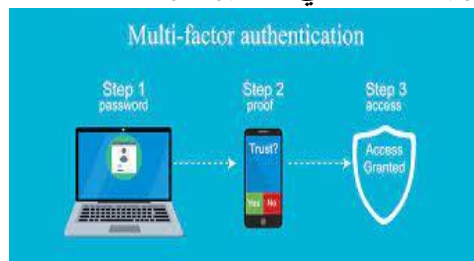 Multi-factor authentication
Step 1
password
Step 2
proof
Step 3
access
Trust?
Yes No
Access
Granted